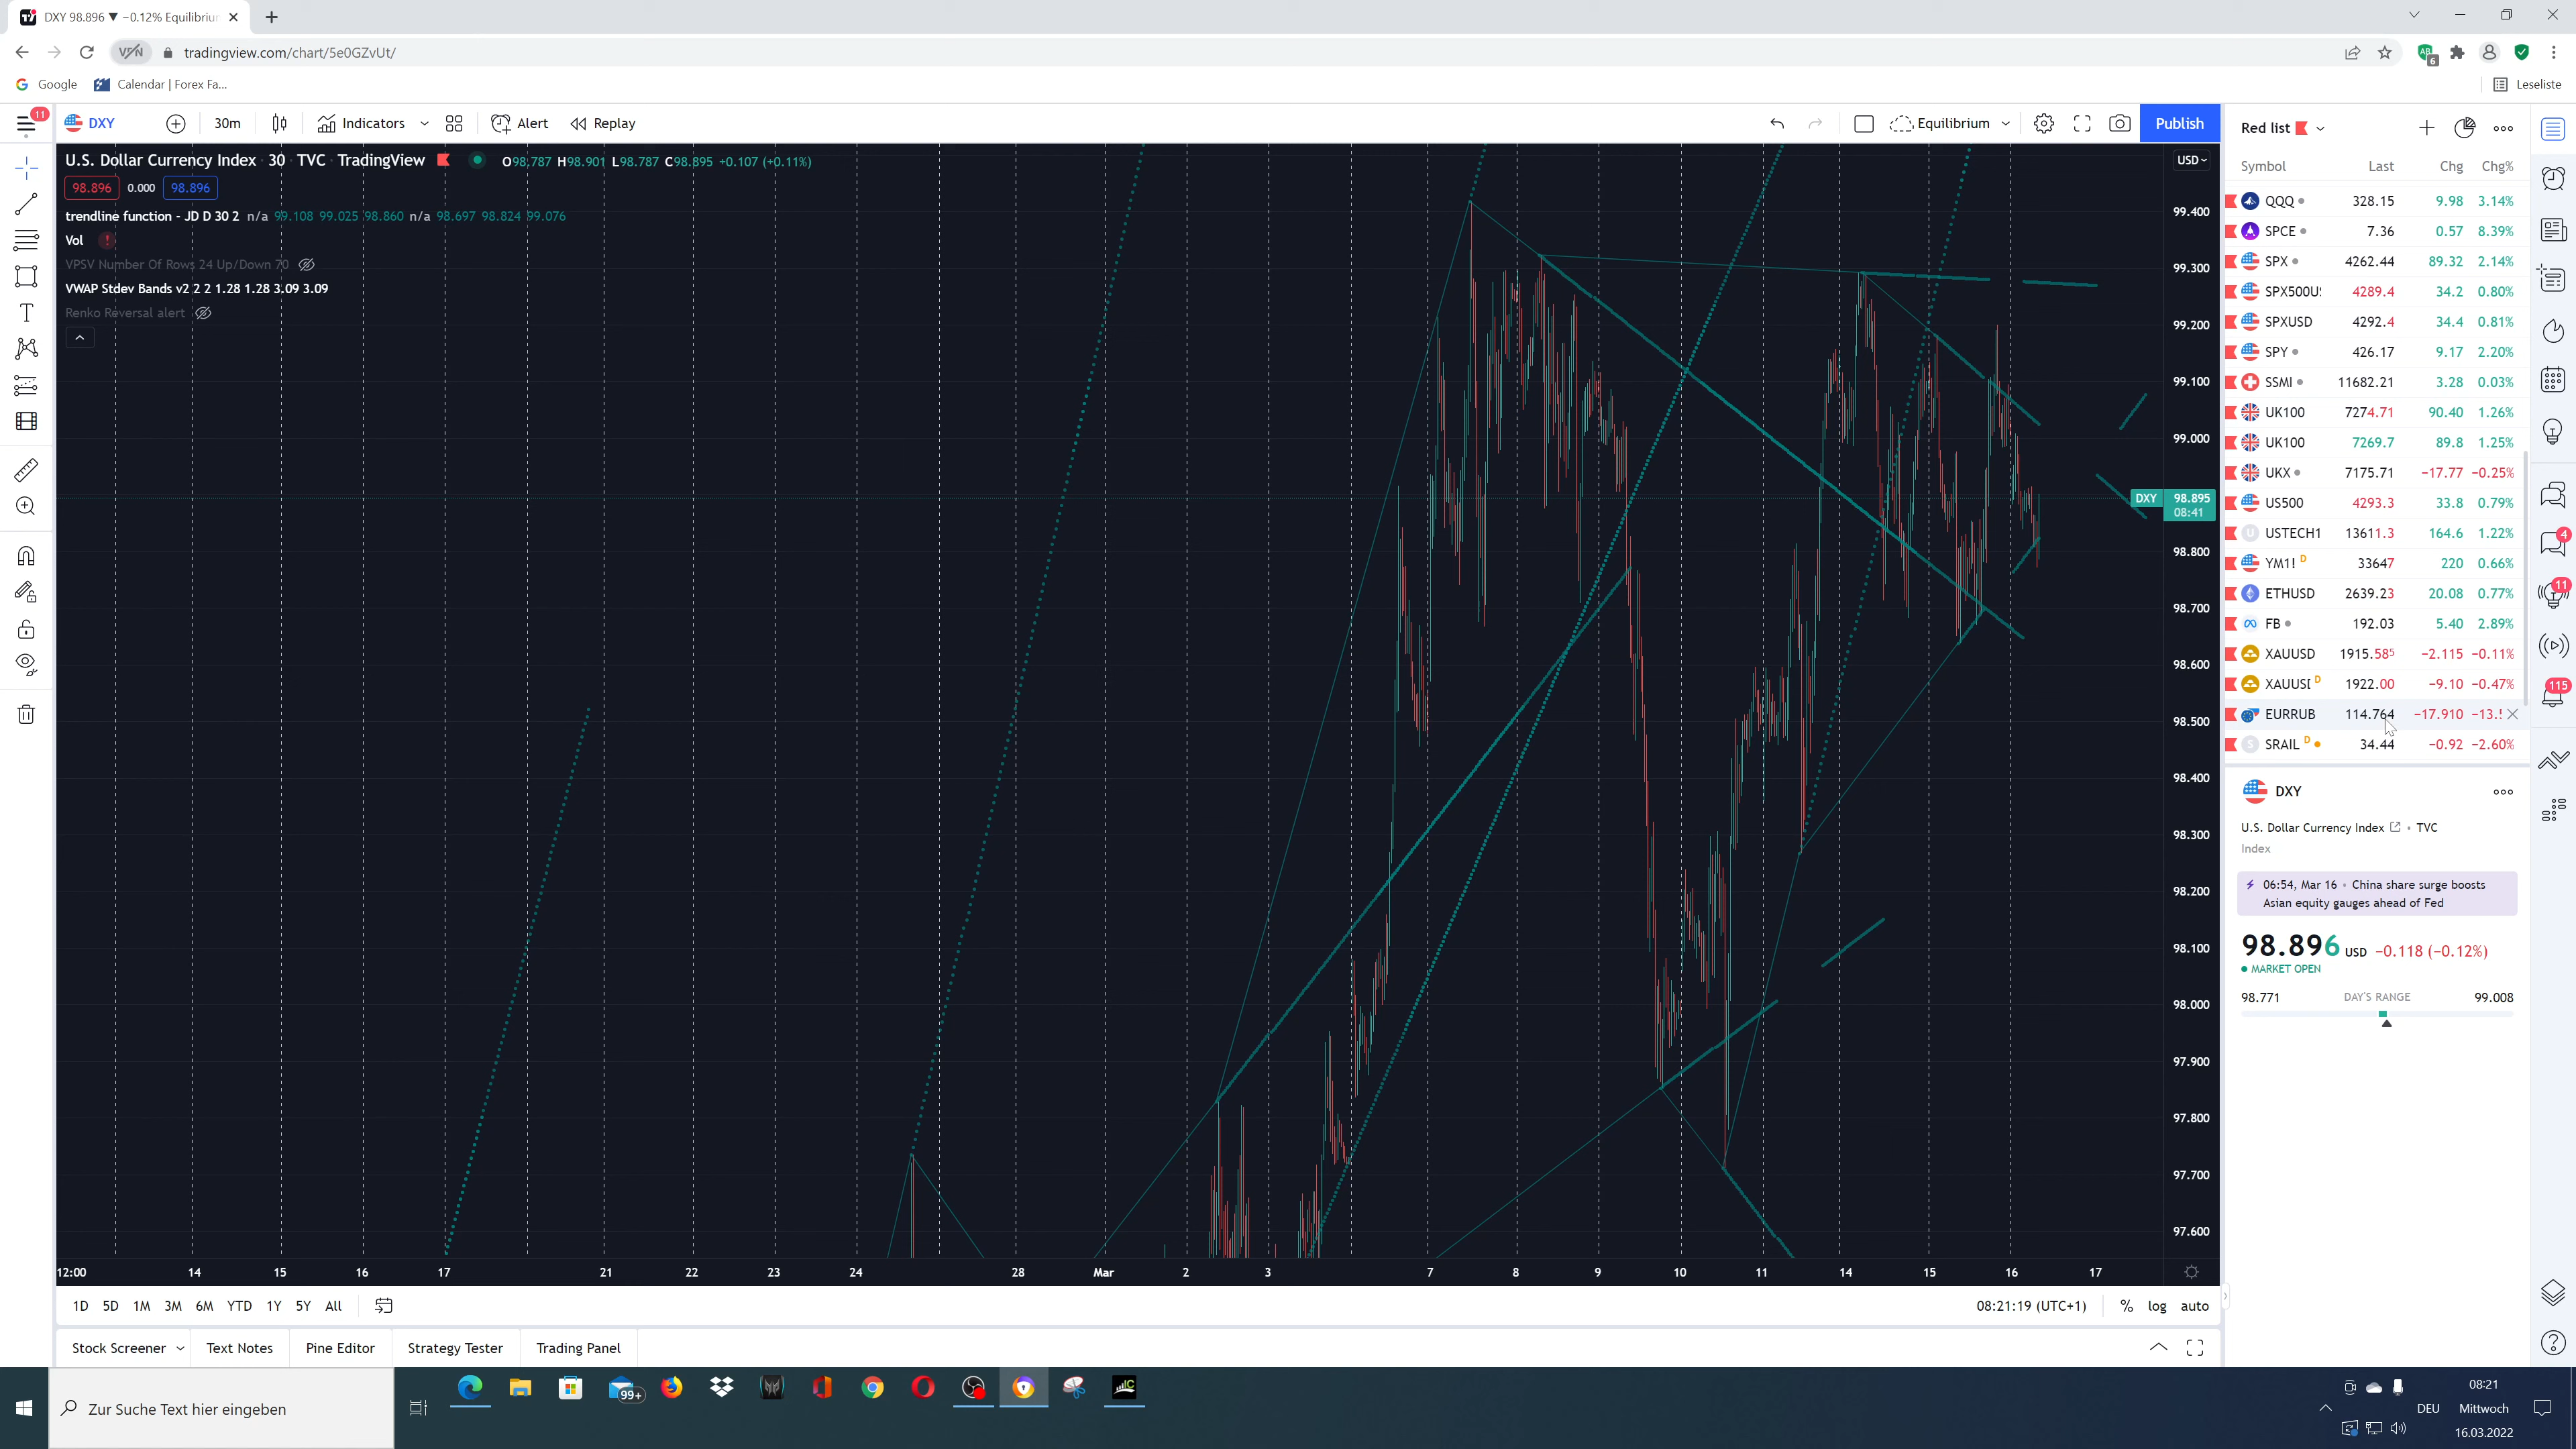 DXY 98.896 ▼ −0.12% Equilibriu
tradingview.com/chart/5e0GZvUt/
Google
Calendar | Forex Fa...
Leseliste
11
DXY
30m
Indicators
Alert
Replay
Equilibrium
Publish
U.S. Dollar Currency Index 30 TVC TradingView
O98.787 H98.901 L98.787 C98.895 +0.107 (+0.11%)
98.896 0.000 98.896
trendline function - JD D 30 2 n/a 99.108 99.025 98.860 n/a 98.697 98.824 99.076
Vol
VPSV Number Of Rows 24 Up/Down 70
VWAP Stdev Bands v2 2 2 1.28 1.28 3.09 3.09
Renko Reversal alert
USD
99.400
99.300
99.200
99.100
99.000
DXY 98.895
08:41
98.800
98.700
98.600
98.500
98.400
98.300
98.200
98.100
98.000
97.900
97.800
97.700
97.600
12:00 14 15 16 17 21 22 23 24 28 Mar 2 3 7 8 9 10 11 14 15 16 17
1D 5D 1M 3M 6M YTD 1Y 5Y All
08:21:19 (UTC+1) % log auto
Stock Screener Text Notes Pine Editor Strategy Tester Trading Panel
Red list
Symbol Last Chg Chg%
QQQ 328.15 9.98 3.14%
SPCE 7.36 0.57 8.39%
SPX 4262.44 89.32 2.14%
SPX500U 4289.4 34.2 0.80%
SPXUSD 4292.4 34.4 0.81%
SPY 426.17 9.17 2.20%
SSMI 11682.21 3.28 0.03%
UK100 7274.71 90.40 1.26%
UK100 7269.7 89.8 1.25%
UKX 7175.71 −17.77 −0.25%
US500 4293.3 33.8 0.79%
USTECH1 13611.3 164.6 1.22%
YM1! D 33647 220 0.66%
ETHUSD 2639.23 20.08 0.77%
FB 192.03 5.40 2.89%
XAUUSD 1915.585 −2.115 −0.11%
XAUUSD D 1922.00 −9.10 −0.47%
EURRUB 114.764 −17.910 −13.
SRAIL D 34.44 −0.92 −2.60%
DXY
U.S. Dollar Currency Index • TVC
Index
06:54, Mar 16 • China share surge boosts
Asian equity gauges ahead of Fed
98.896 USD −0.118 (−0.12%)
MARKET OPEN
98.771 DAY'S RANGE 99.008
4
11
115
Zur Suche Text hier eingeben
99+
DEU
08:21
Mittwoch
16.03.2022